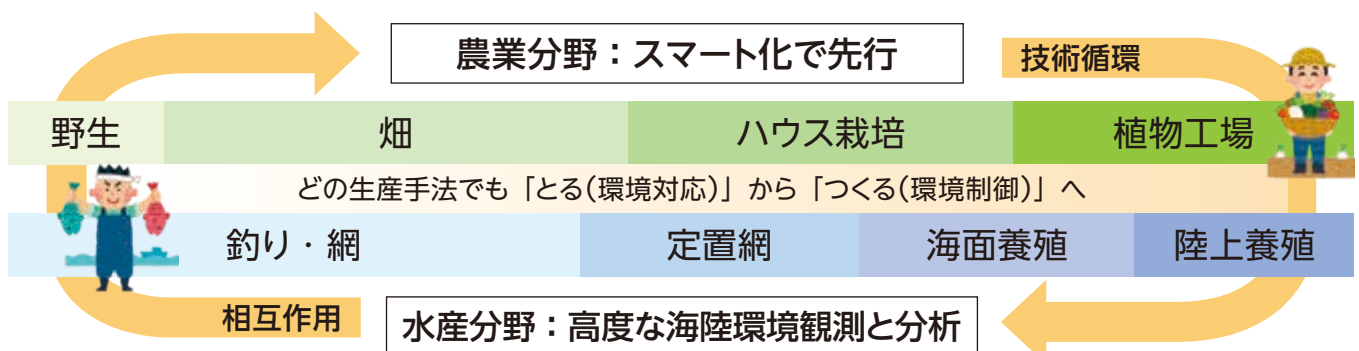 農業分野：スマート化で先行
技術循環
野生
畑
ハウス栽培
植物工場
どの生産手法でも「とる(環境対応)」から「つくる(環境制御)」へ
釣り・網
定置網
海面養殖
陸上養殖
相互作用
水産分野：高度な海陸環境観測と分析